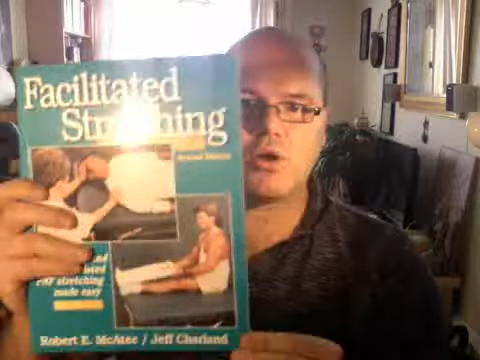 Facilitated
Stretching
Second Edition
PNF stretching
made easy
Robert E. McAtee / Jeff Charland